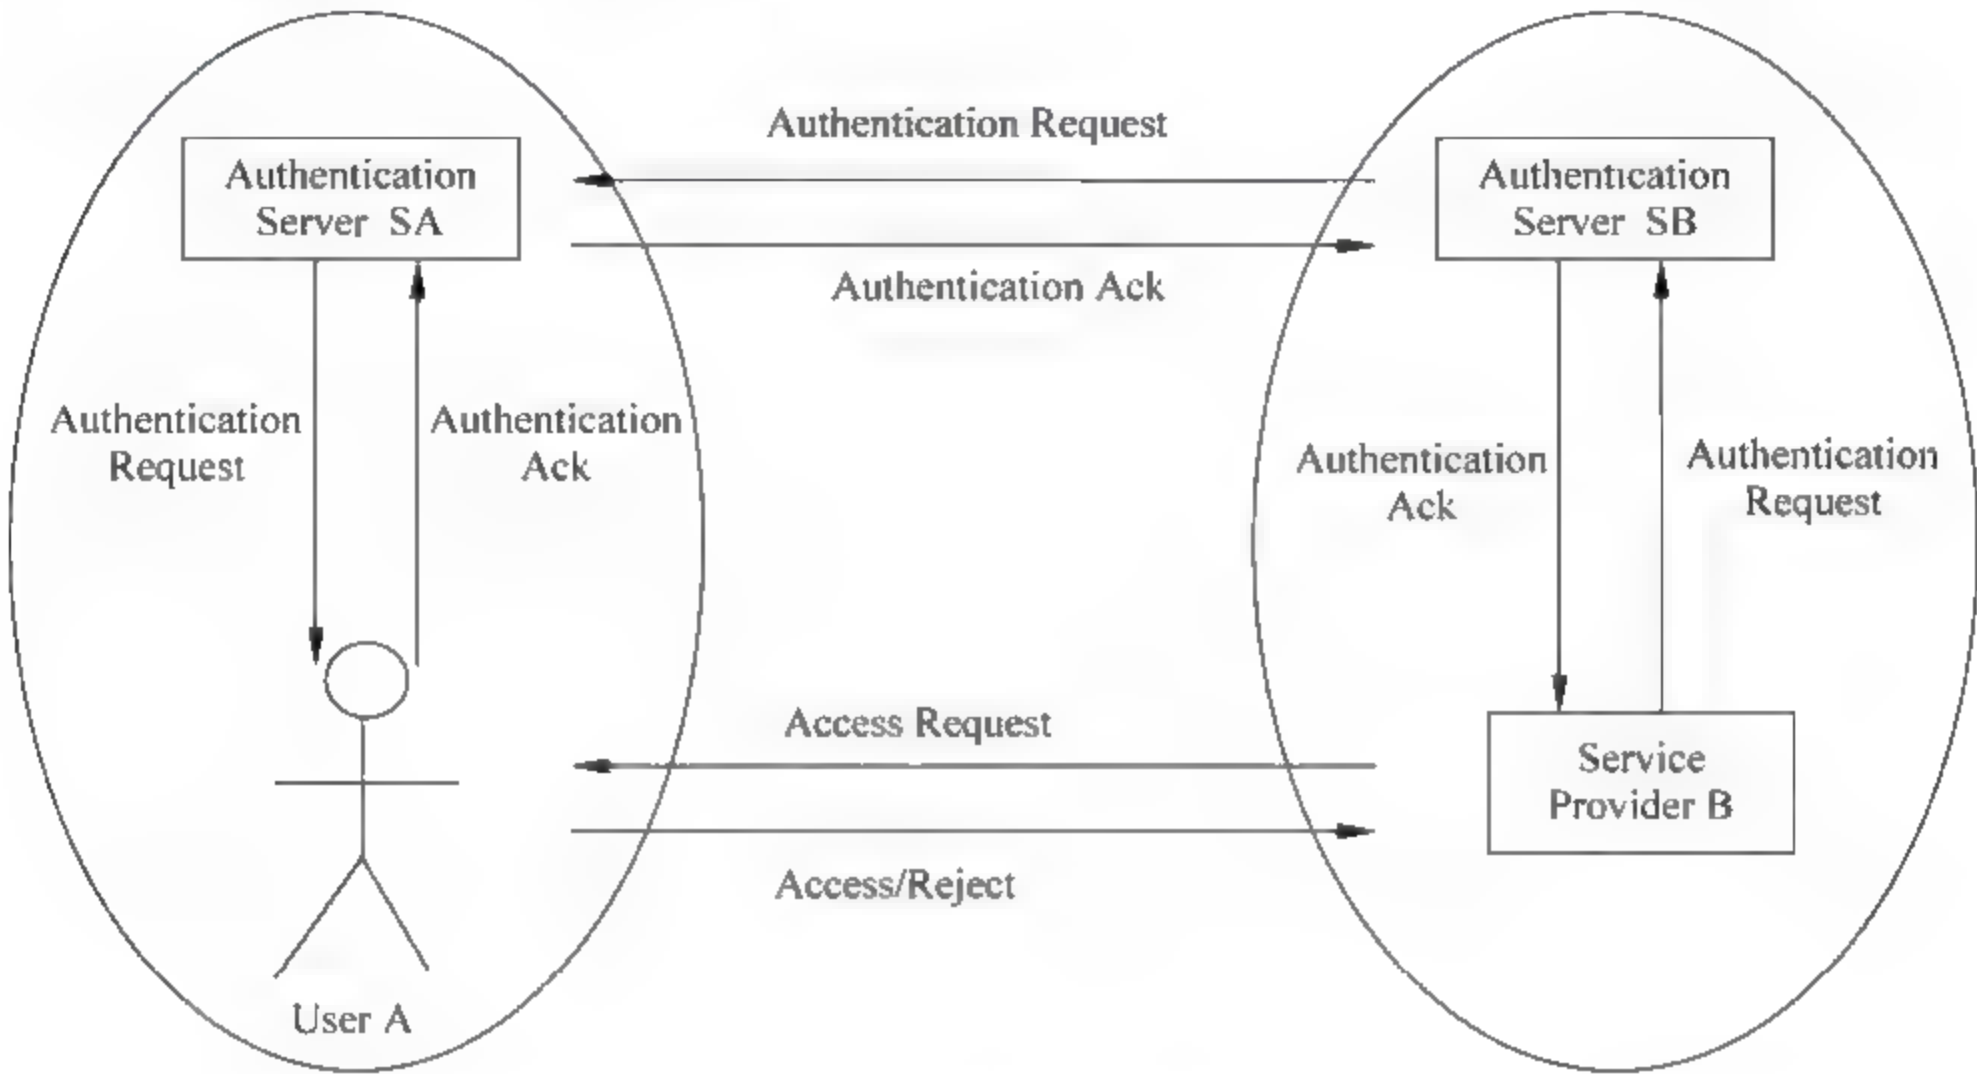 Authentication Request
Authentication
Server SA
Authentication
Server SB
Authentication Ack
Authentication
Request
Authentication
Ack
Authentication
Ack
Authentication
Request
Access Request
Service
Provider B
Access/Reject
User A